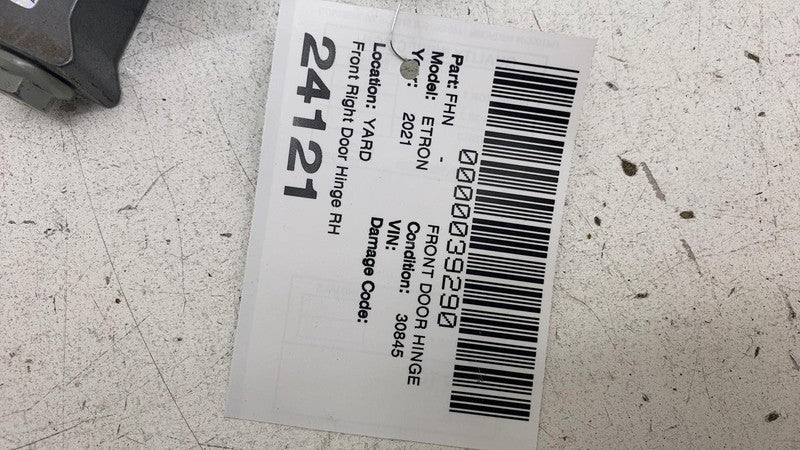 0000039290
Part: FHN - FRONT DOOR HINGE
Model: ETRON Condition: 30845
Year: 2021 VIN:
Location: YARD Damage Code:
Front Right Door Hinge RH
24121